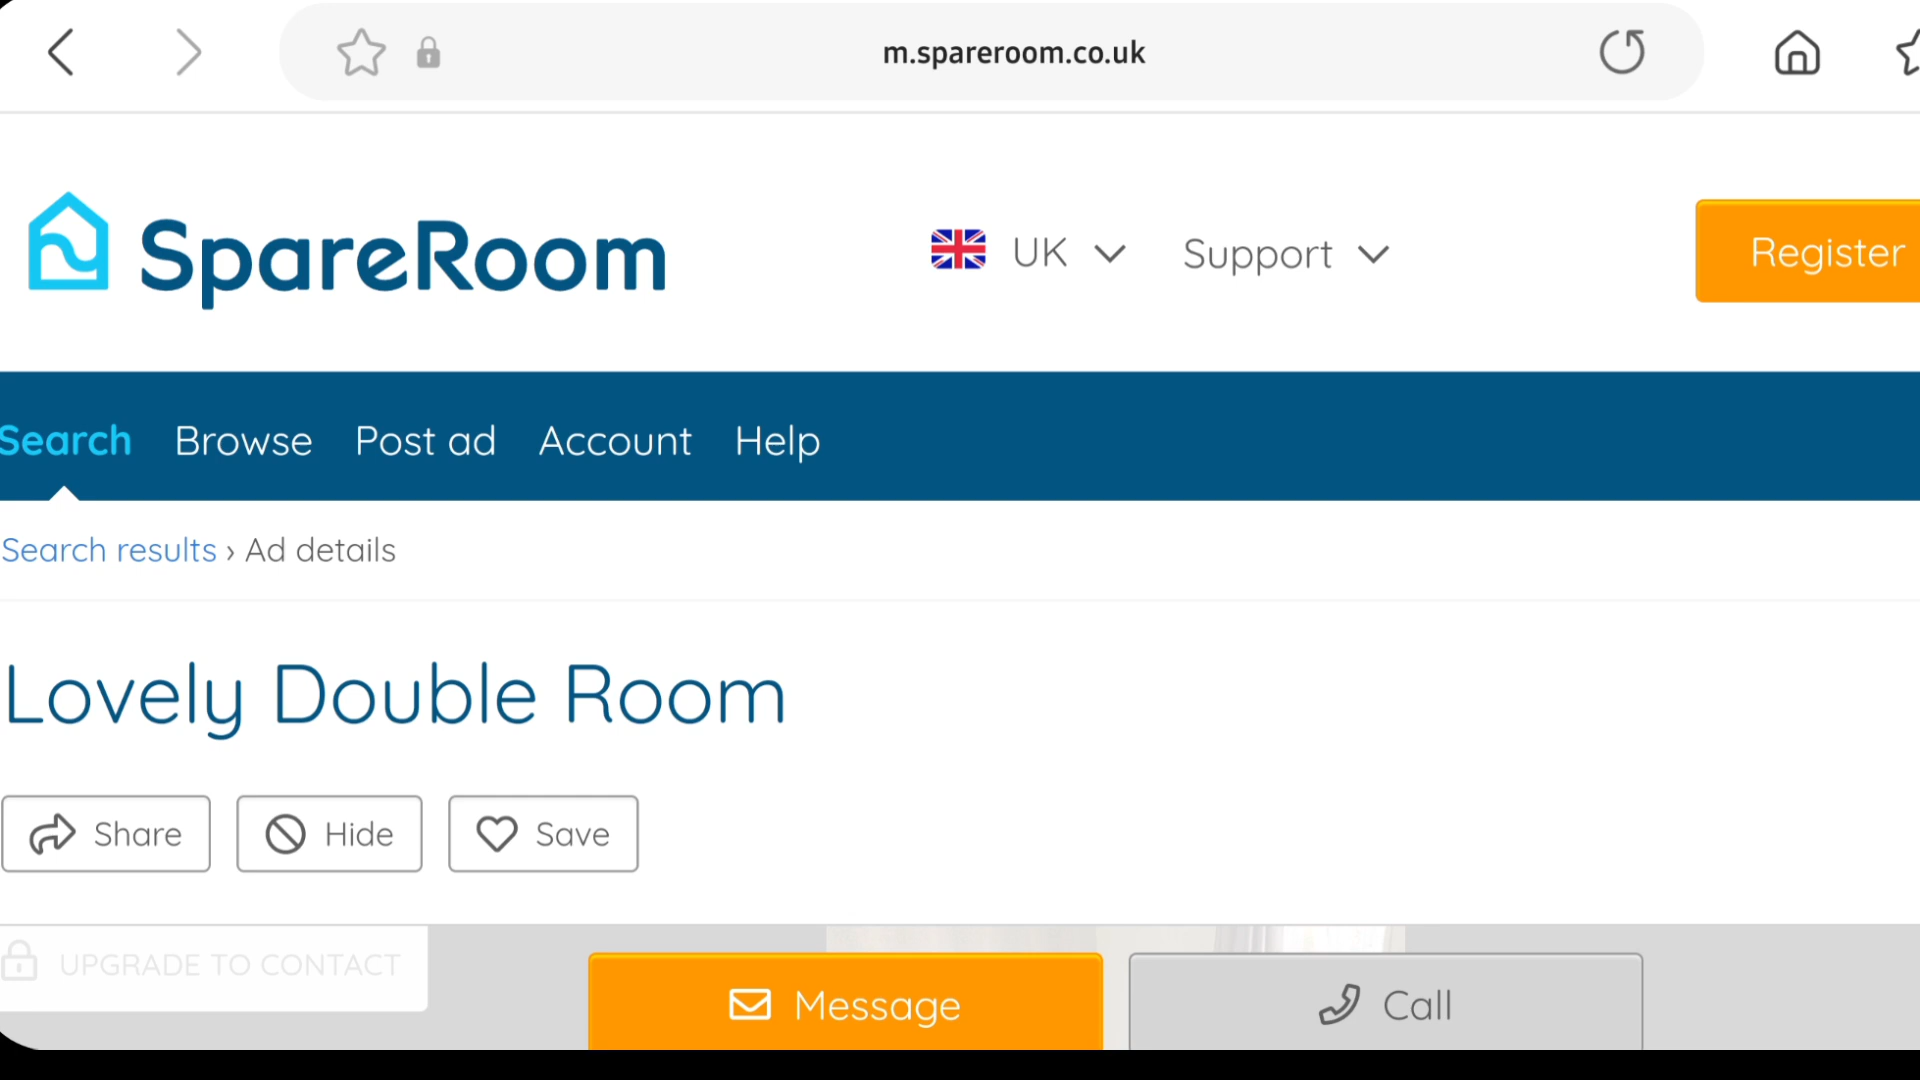 m.spareroom.co.uk
SpareRoom
UK
Support
Register
Search Browse Post ad Account Help
Search results › Ad details
Lovely Double Room
Share
Hide
Save
UPGRADE TO CONTACT
Message
Call